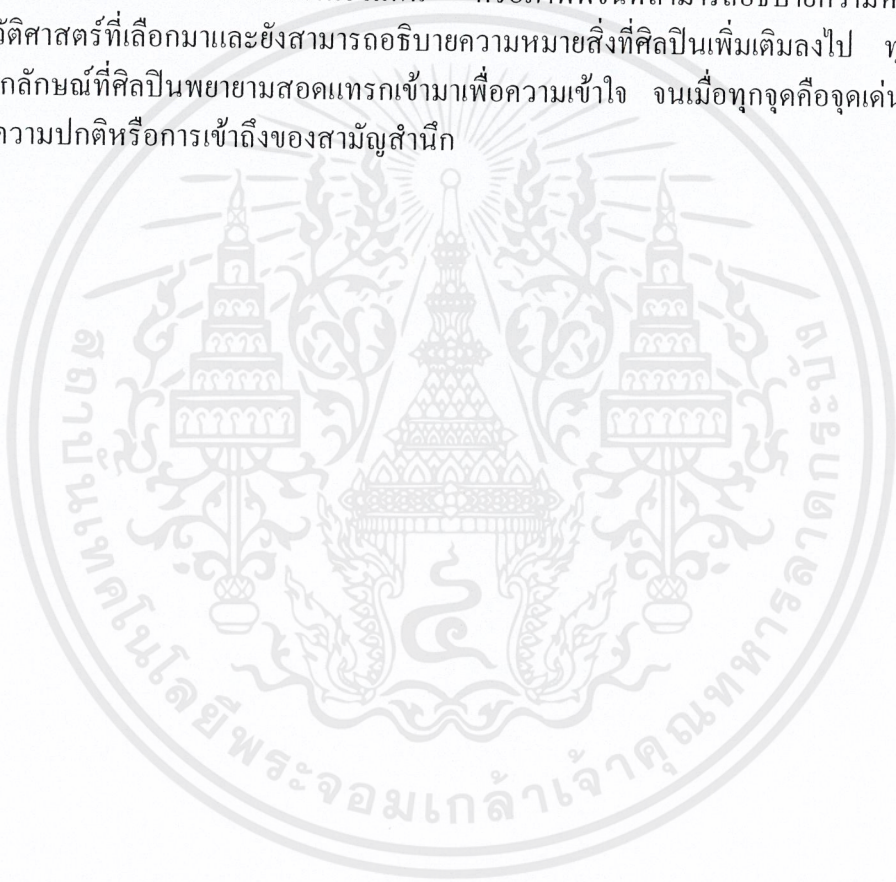 วัติศาสตร์ที่เลือกมาและยังสามารถอธิบายความหมายสิ่งที่ศิลปินเพิ่มเติมลงไป
กลักษณ์ที่ศิลปินพยายามสอดแทรกเข้ามาเพื่อความเข้าใจ จนเมื่อทุกจุดคือจุดเด่น
ความปกติหรือการเข้าถึงของสามัญสำนึก
สถาบันเทคโนโลยีพระจอมเกล้าเจ้าคุณทหารลาดกระบัง
๔